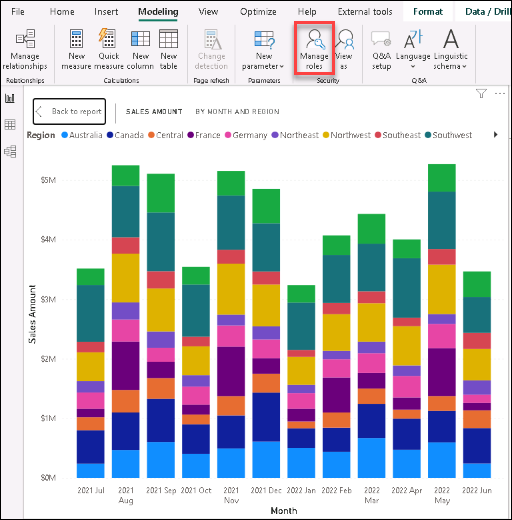 File Home Insert Modeling View Optimize Help External tools Format Data / Drill
Manage relationships
New measure
Quick measure
New column
New table
Change detection
New parameter
Manage roles
View as
Q&A setup
Language
Linguistic schema
Relationships Calculations Page refresh Parameters Security Q&A
Back to report SALES AMOUNT BY MONTH AND REGION
Region Australia Canada Central France Germany Northeast Northwest Southeast Southwest
$5M
$4M
$3M
$2M
$1M
$0M
Sales Amount
2021 Jul 2021 Aug 2021 Sep 2021 Oct 2021 Nov 2021 Dec 2022 Jan 2022 Feb 2022 Mar 2022 Apr 2022 May 2022 Jun
Month